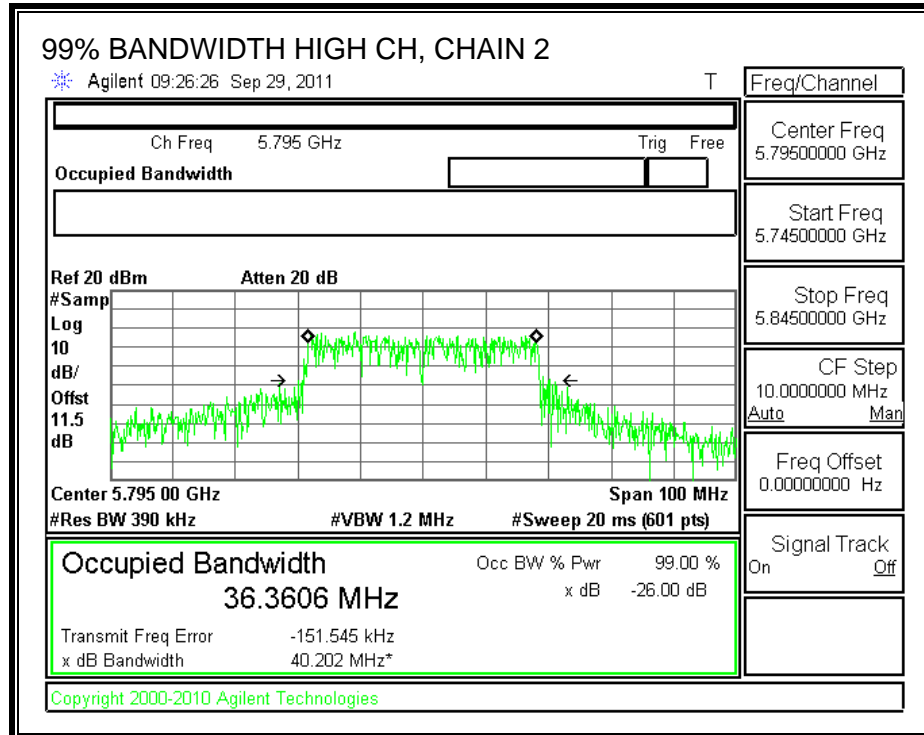 99% BANDWIDTH HIGH CH, CHAIN 2
Agilent 09:26:26 Sep 29, 2011 T
Freq/Channel
Ch Freq 5.795 GHz Trig Free
Occupied Bandwidth
Center Freq
5.79500000 GHz
Start Freq
5.74500000 GHz
Stop Freq
5.84500000 GHz
CF Step
10.0000000 MHz
Auto Man
Freq Offset
0.00000000 Hz
Signal Track
On Off
Ref 20 dBm Atten 20 dB
#Samp
Log
10
dB/
Offst
11.5
dB
Center 5.795 00 GHz Span 100 MHz
#Res BW 390 kHz #VBW 1.2 MHz #Sweep 20 ms (601 pts)
Occupied Bandwidth Occ BW % Pwr 99.00 %
36.3606 MHz x dB -26.00 dB
Transmit Freq Error -151.545 kHz
x dB Bandwidth 40.202 MHz*
Copyright 2000-2010 Agilent Technologies